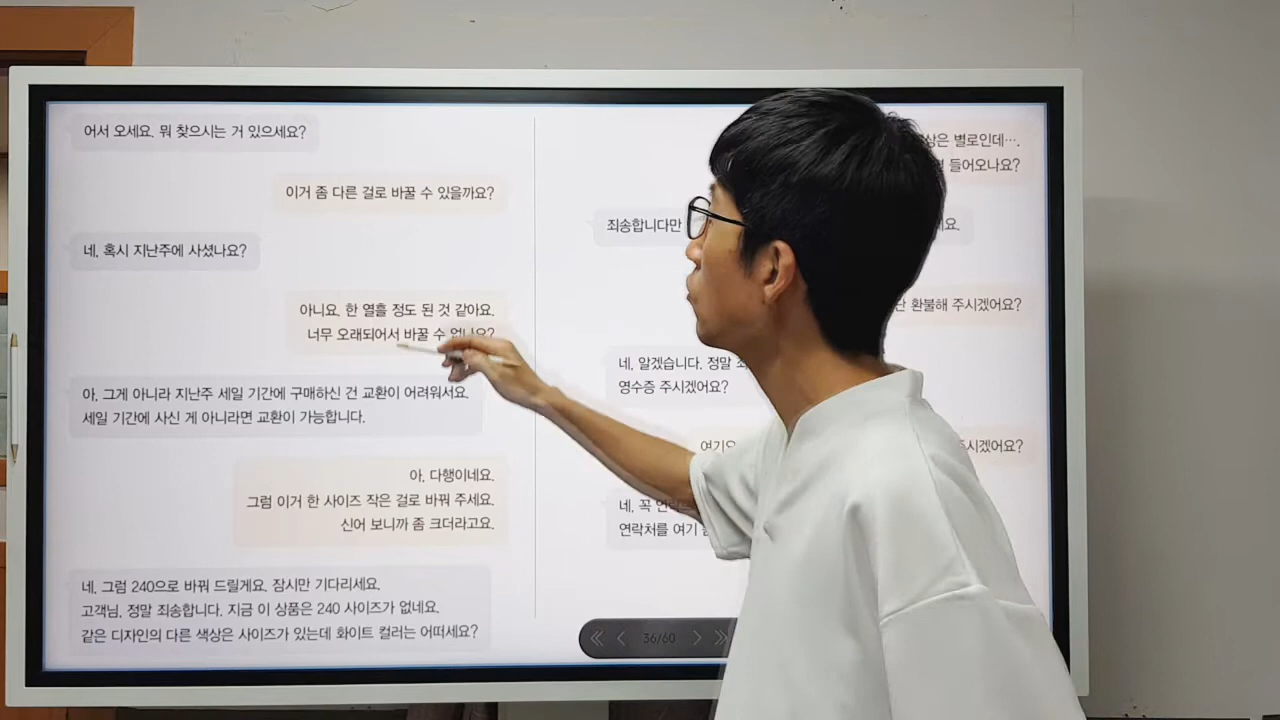 어서 오세요. 뭐 찾으시는 거 있으세요?
이거 좀 다른 걸로 바꿀 수 있을까요?
네, 혹시 지난주에 사셨나요?
아니요. 한 열흘 정도 된 것 같아요.
너무 오래되어서 바꿀 수 없나요?
아, 그게 아니라 지난주 세일 기간에 구매하신 건 교환이 어려워서요.
세일 기간에 사신 게 아니라면 교환이 가능합니다.
아, 다행이네요.
그럼 이거 한 사이즈 작은 걸로 바꿔 주세요.
신어 보니까 좀 크더라고요.
네, 그럼 240으로 바꿔 드릴게요. 잠시만 기다리세요.
고객님, 정말 죄송합니다. 지금 이 상품은 240 사이즈가 없네요.
같은 디자인의 다른 색상은 사이즈가 있는데 화이트 컬러는 어떠세요?
별로인데….
들어오나요?
죄송합니다만
환불해 주시겠어요?
네, 알겠습니다. 정말
영수증 주시겠어요?
네, 꼭
연락처를 여기
36/60